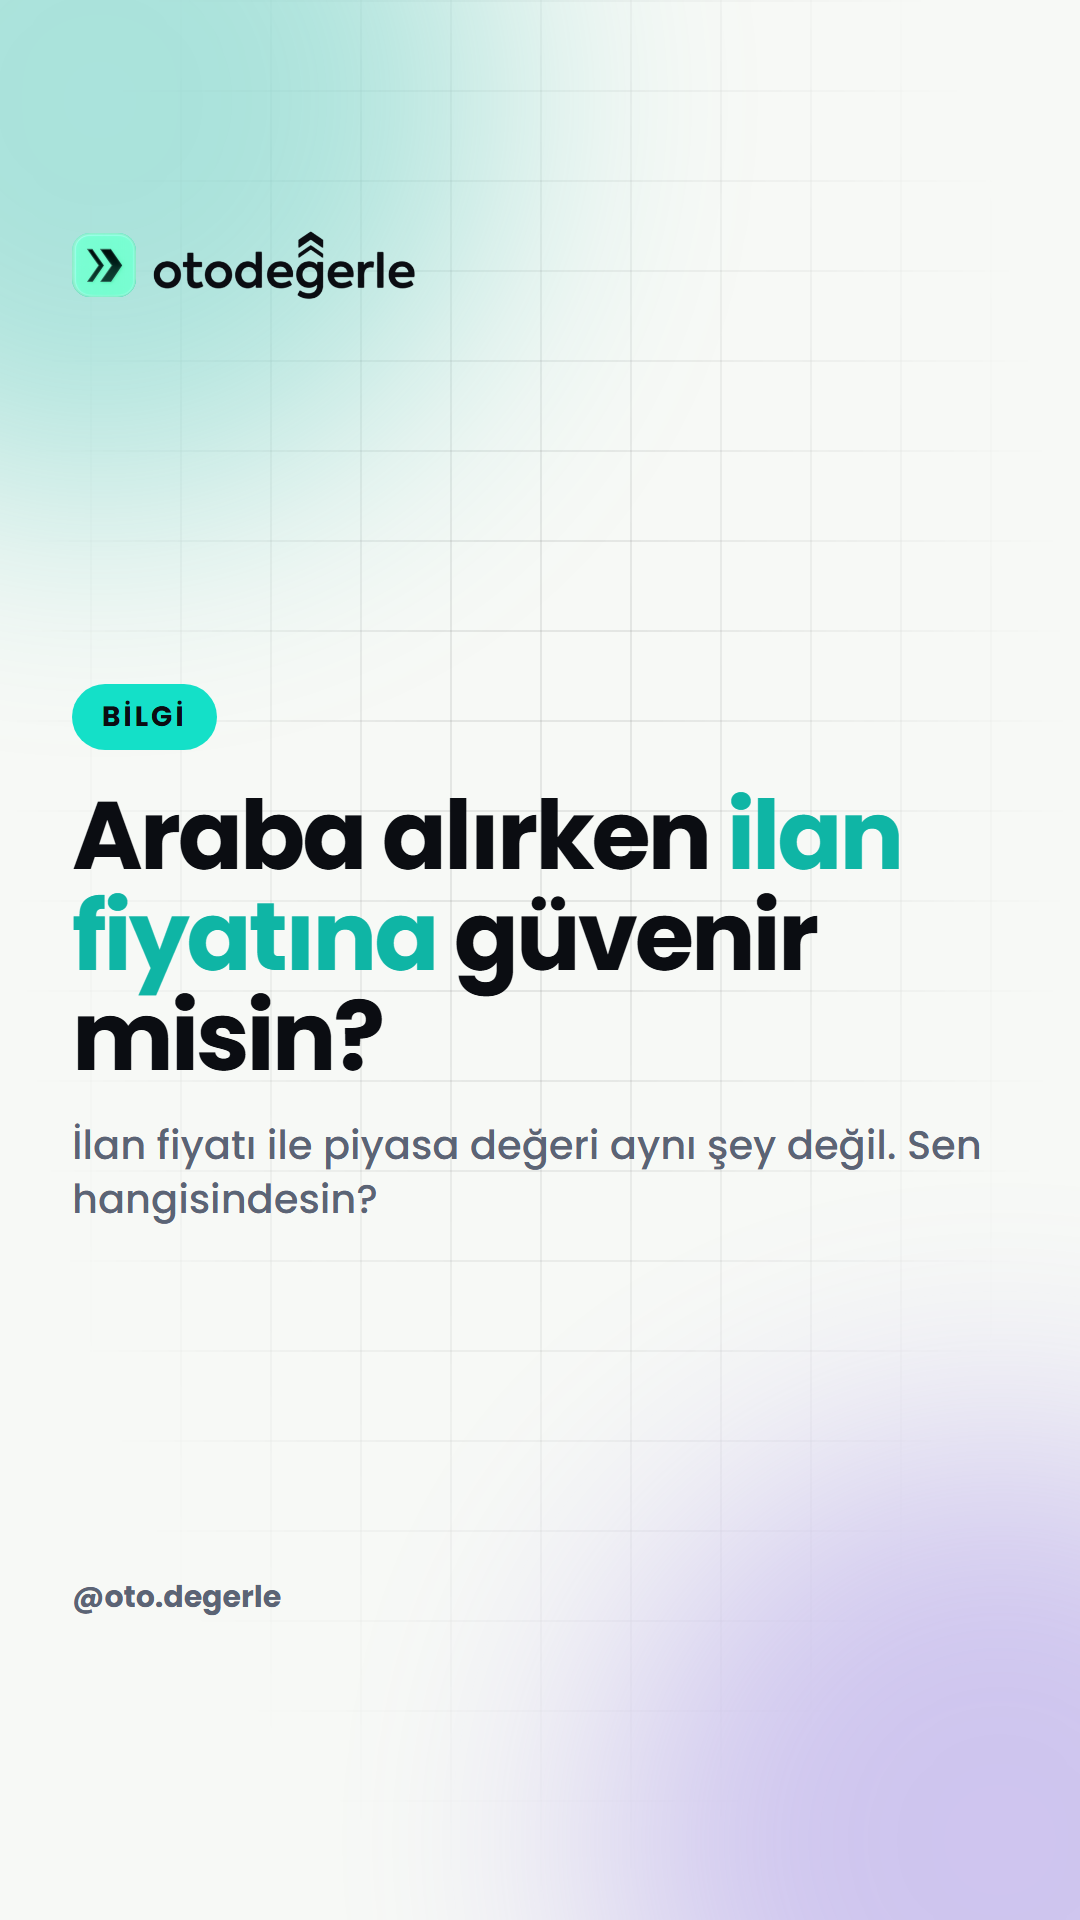 otodeğerle
BİLGİ
Araba alırken ilan
fiyatına güvenir
misin?
İlan fiyatı ile piyasa değeri aynı şey değil. Sen
hangisindesin?
@oto.degerle